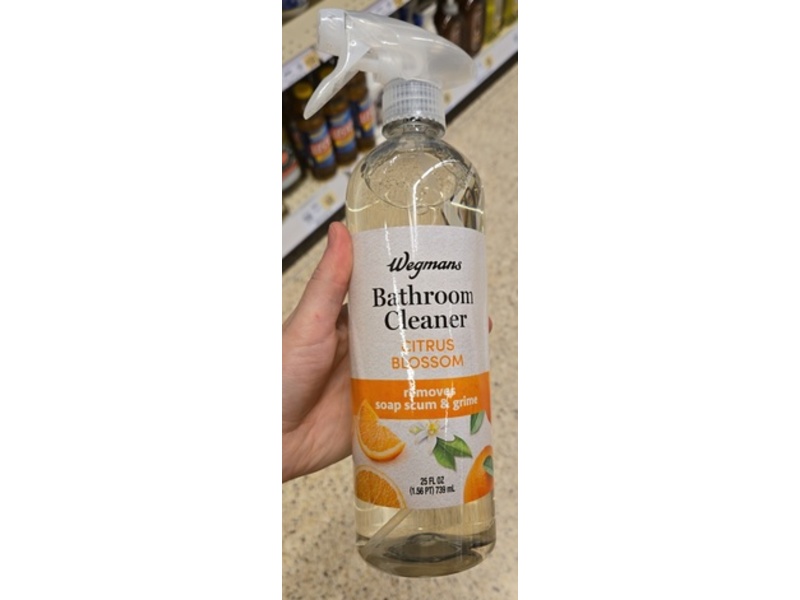 Wegmans
Bathroom
Cleaner
CITRUS
BLOSSOM
removes
soap scum & grime
25 FL OZ
(1.56 PT) 739 mL